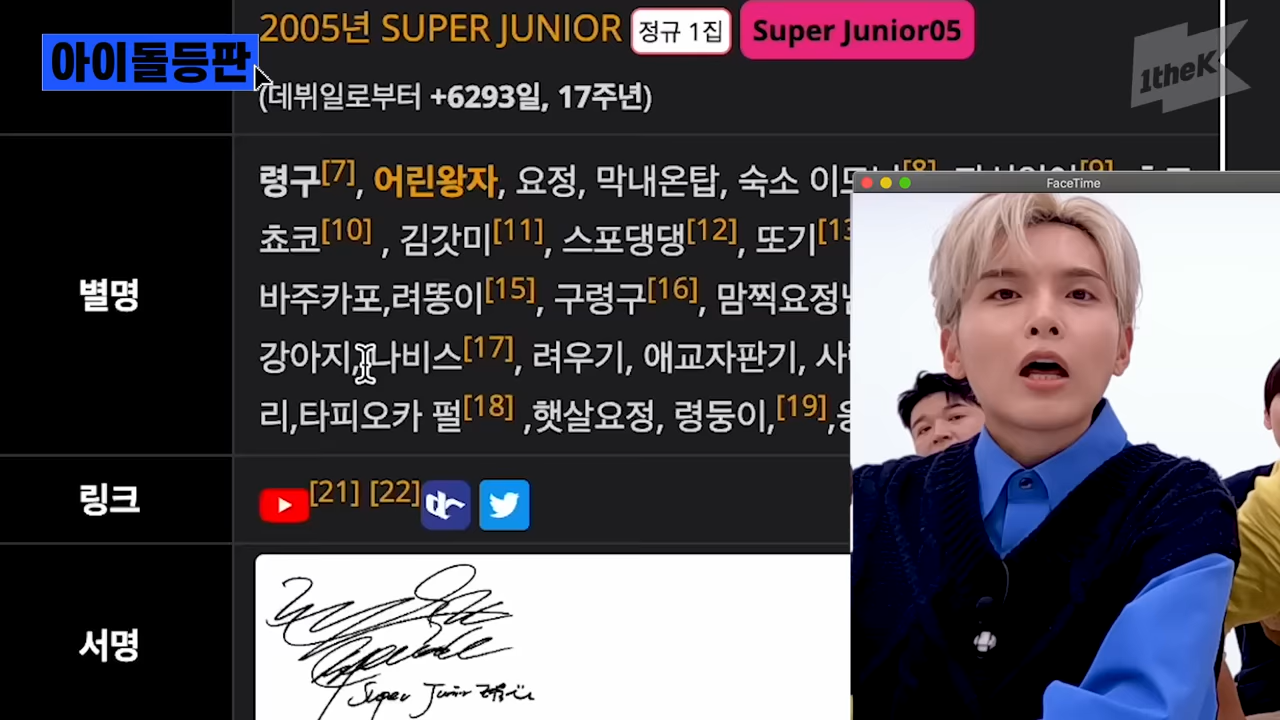 2005년 SUPER JUNIOR 정규 1집 Super Junior05
아이돌등판
1theK
(데뷔일로부터 +6293일, 17주년)
별명
령구[7], 어린왕자, 요정, 막내온탑, 숙소
FaceTime
쵸코[10] , 김갓미[11], 스포댕댕[12], 또기
바주카포,려똥이[15], 구령구[16], 맘찍요정
강아지, 나비스[17], 려우기, 애교자판기,
리,타피오카 펄[18] ,햇살요정, 령둥이,[19],
링크
[21] [22]
서명
Super Junior